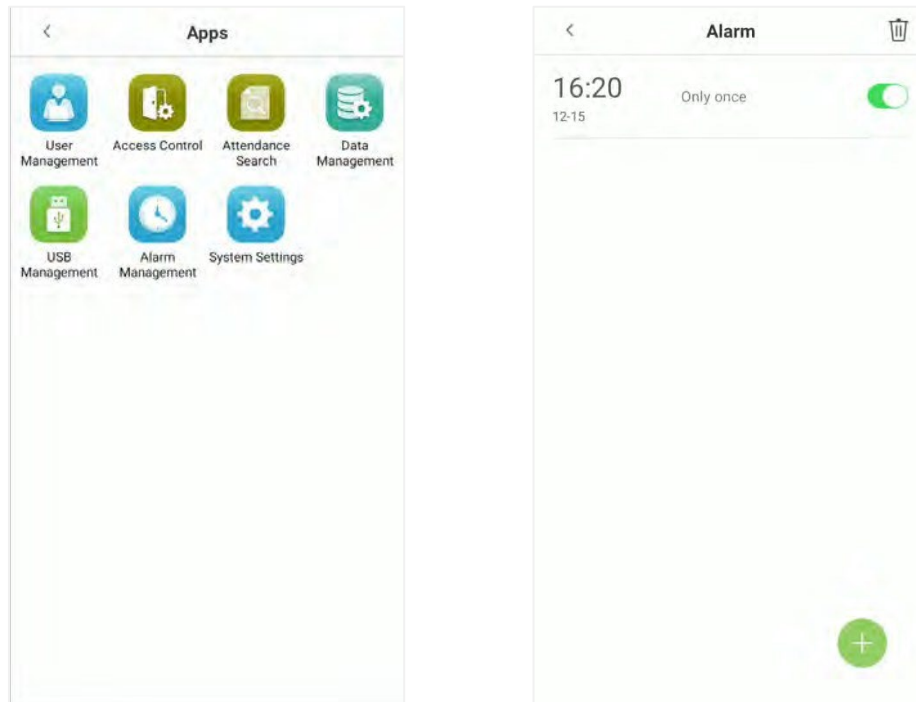 Apps
User
Management
Access Control
Attendance
Search
Data
Management
USB
Management
Alarm
Management
System Settings
Alarm
16:20
Only once
12-15